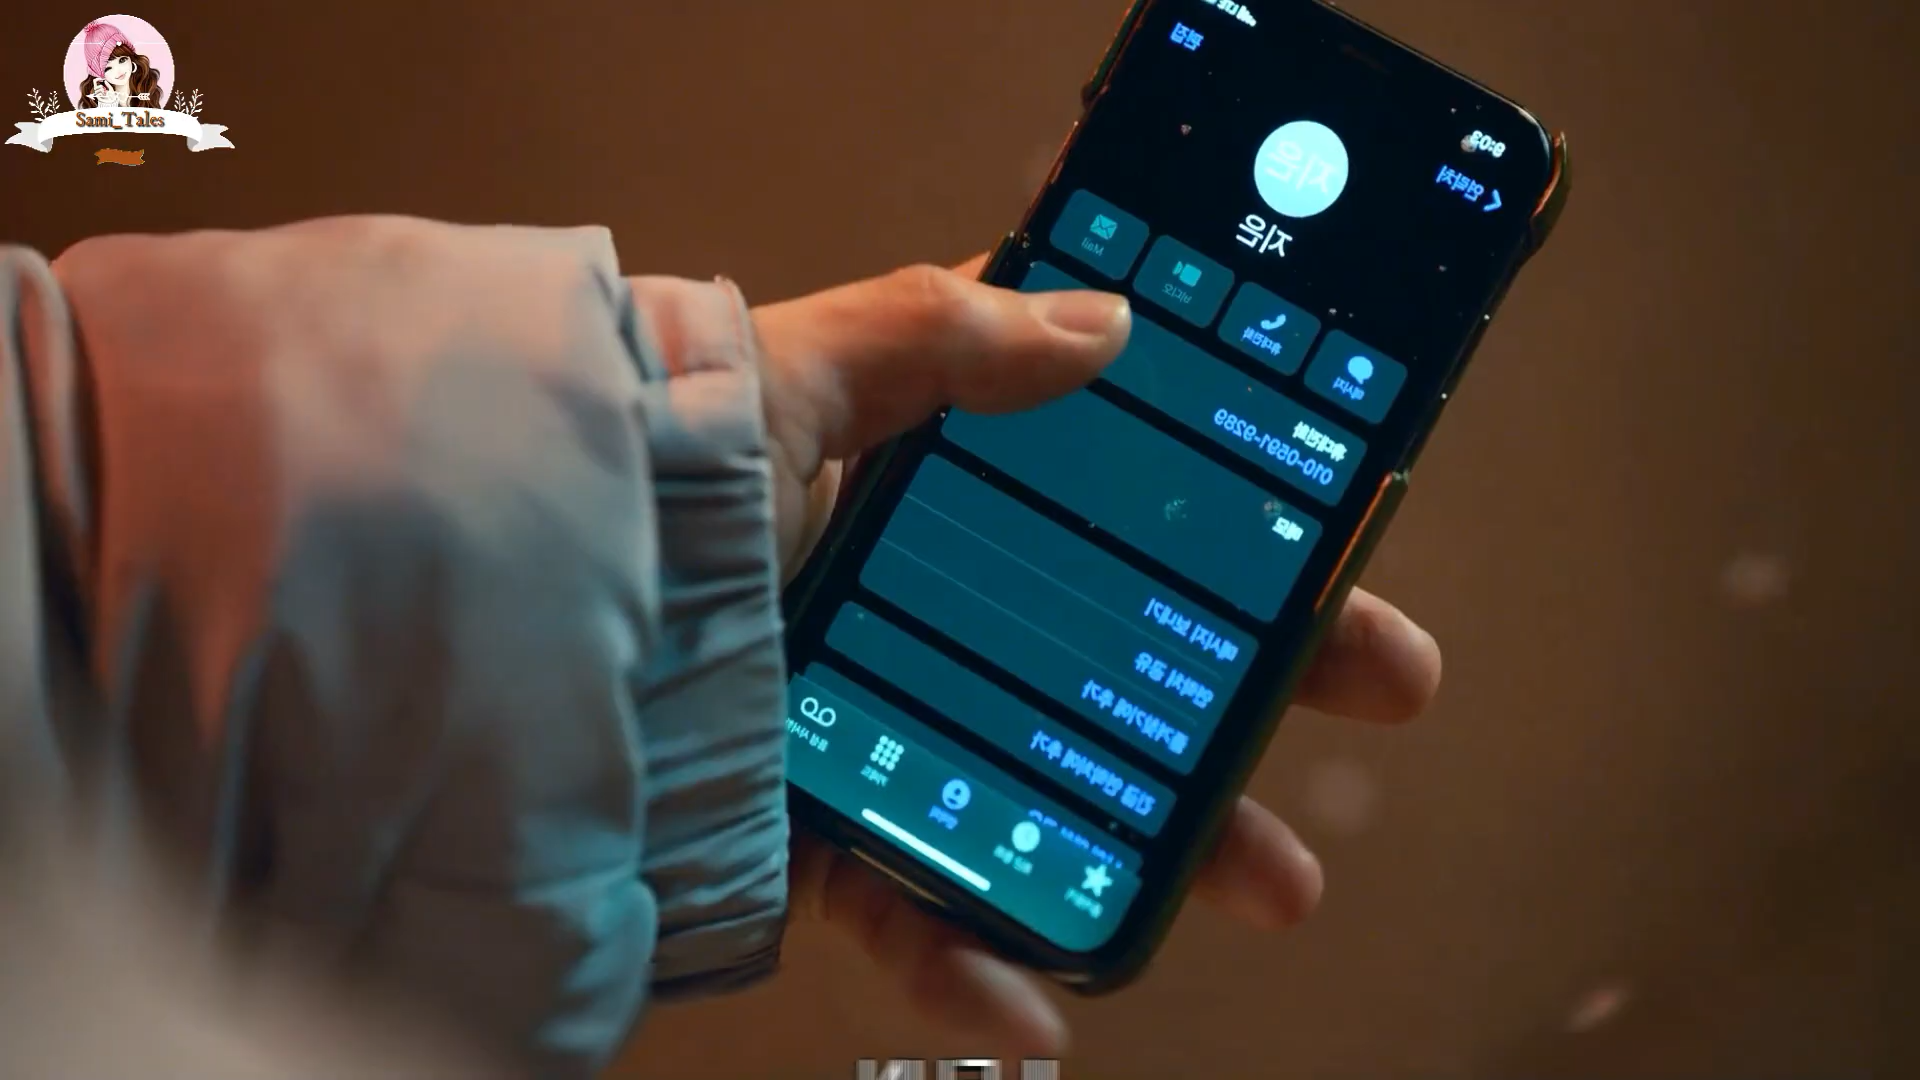 Sami_Tales
편집
9:03
연락처
지은
지은
메시지
휴대전화
비디오
Mail
휴대전화
010-0591-9289
메모
메시지 보내기
연락처 공유
즐겨찾기에 추가
긴급 연락처에 추가
즐겨찾기
최근 통화
연락처
키패드
음성 사서함